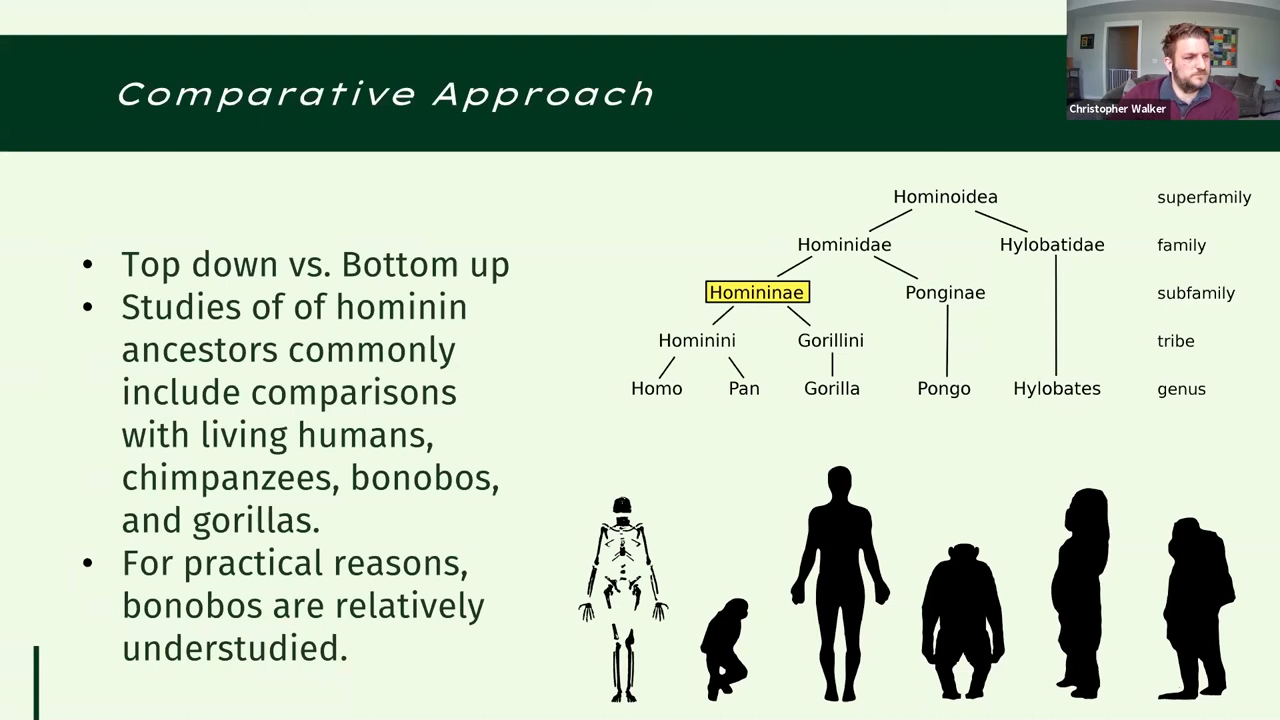 Comparative Approach
Christopher Walker
• Top down vs. Bottom up
• Studies of of hominin
ancestors commonly
include comparisons
with living humans,
chimpanzees, bonobos,
and gorillas.
• For practical reasons,
bonobos are relatively
understudied.
Hominoidea superfamily
Hominidae Hylobatidae family
Homininae Ponginae subfamily
Hominini Gorillini tribe
Homo Pan Gorilla Pongo Hylobates genus